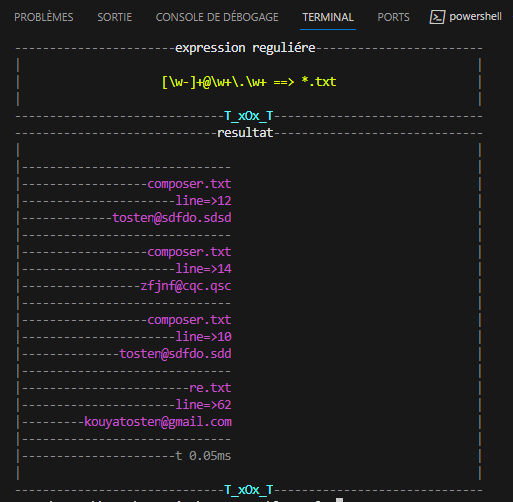 PROBLÈMES SORTIE CONSOLE DE DÉBOGAGE TERMINAL PORTS powershell
-----------------------expression reguliére------------------------
[\w-]+@\w+\.\w+ ==> *.txt
------------------------------T_xOx_T------------------------------
-----------------------------resultat------------------------------
|------------------------------
|------------------composer.txt
|----------------------line=>12
|-------------tosten@sdfdo.sdsd
|------------------------------
|------------------composer.txt
|----------------------line=>14
|-----------------zfjnf@cqc.qsc
|------------------------------
|------------------composer.txt
|----------------------line=>10
|--------------tosten@sdfdo.sdd
|------------------------------
|------------------------re.txt
|----------------------line=>62
|---------kouyatosten@gmail.com
|------------------------------
|----------------------t 0.05ms
------------------------------T_xOx_T------------------------------